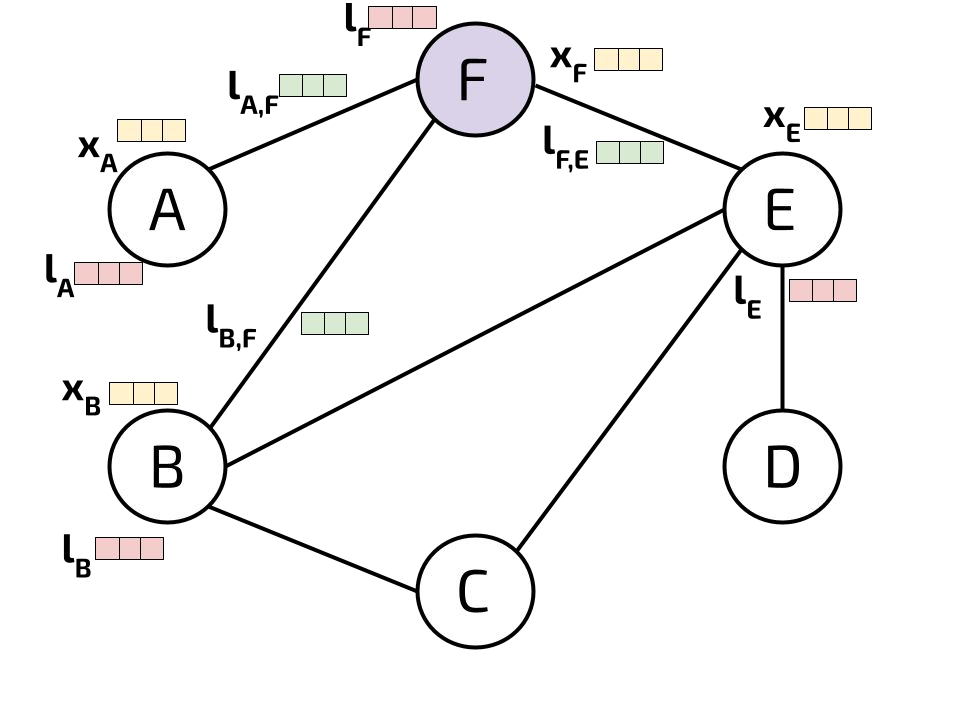 l_F
F
x_F
l_A,F
x_E
x_A
l_F,E
A
E
l_A
l_E
l_B,F
x_B
B
D
l_B
C